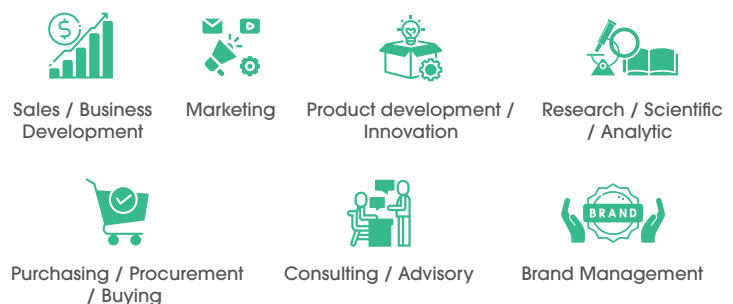 Sales / Business
Development
Marketing
Product development /
Innovation
Research / Scientific
/ Analytic
BRAND
Purchasing / Procurement
/ Buying
Consulting / Advisory
Brand Management